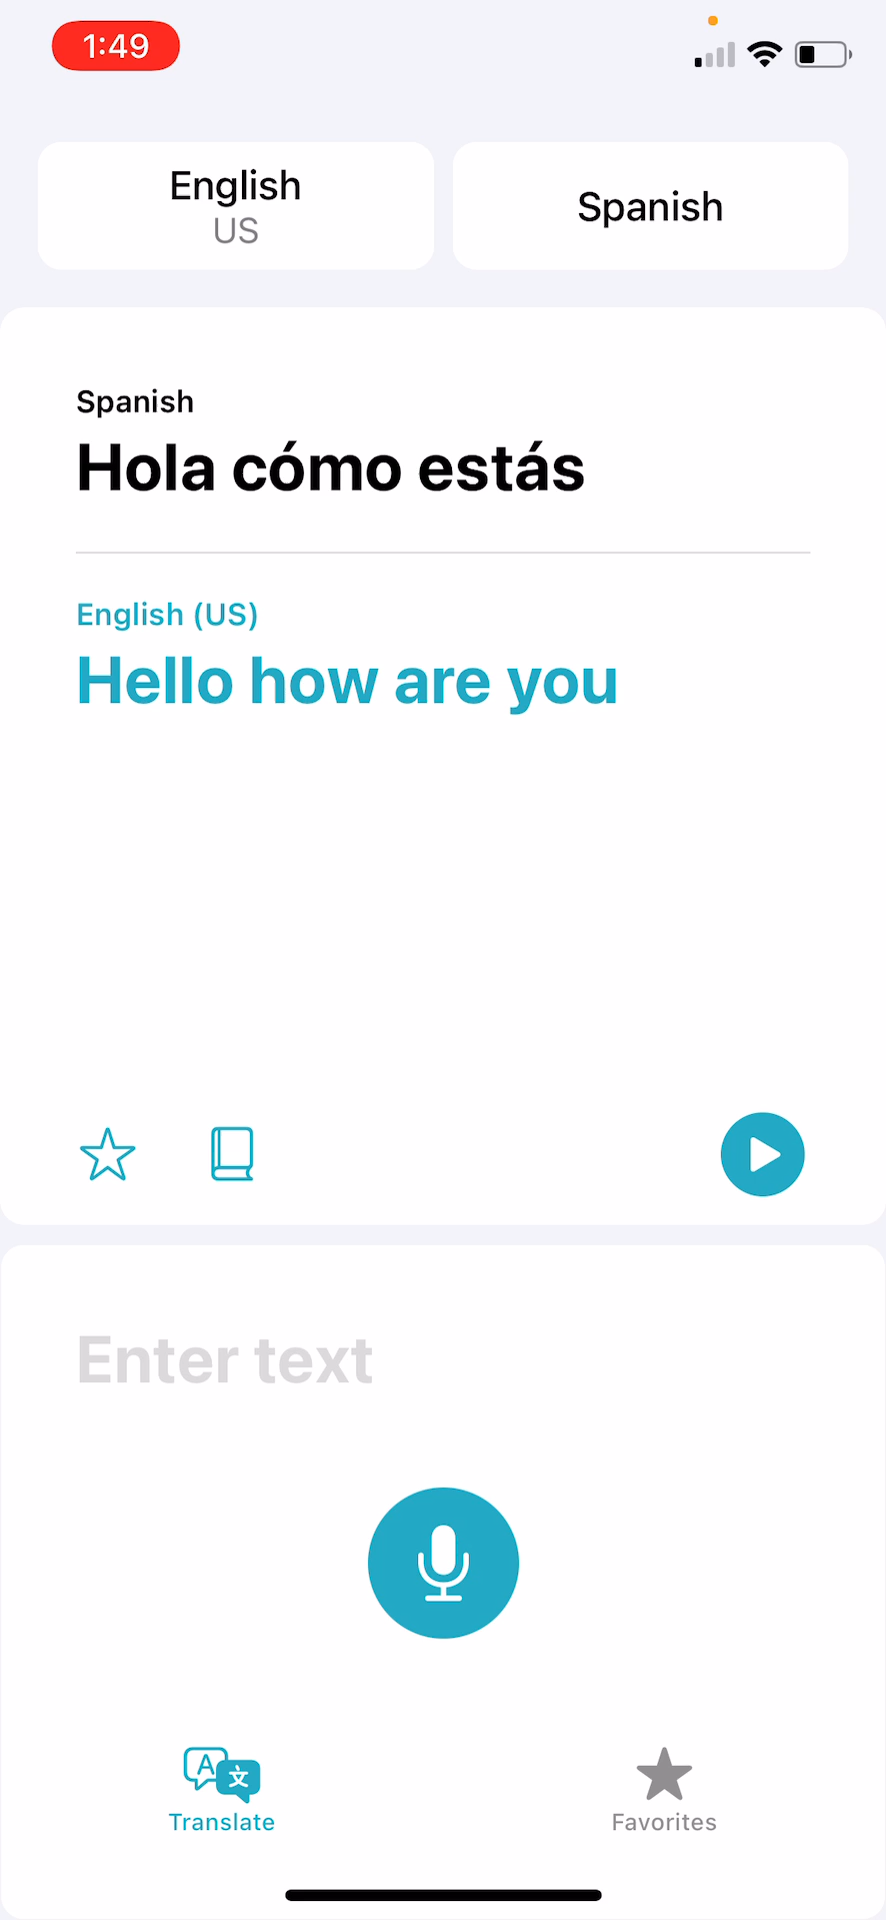 1:49
English
US
Spanish
Spanish
Hola cómo estás
English (US)
Hello how are you
Enter text
A 文
Translate
Favorites